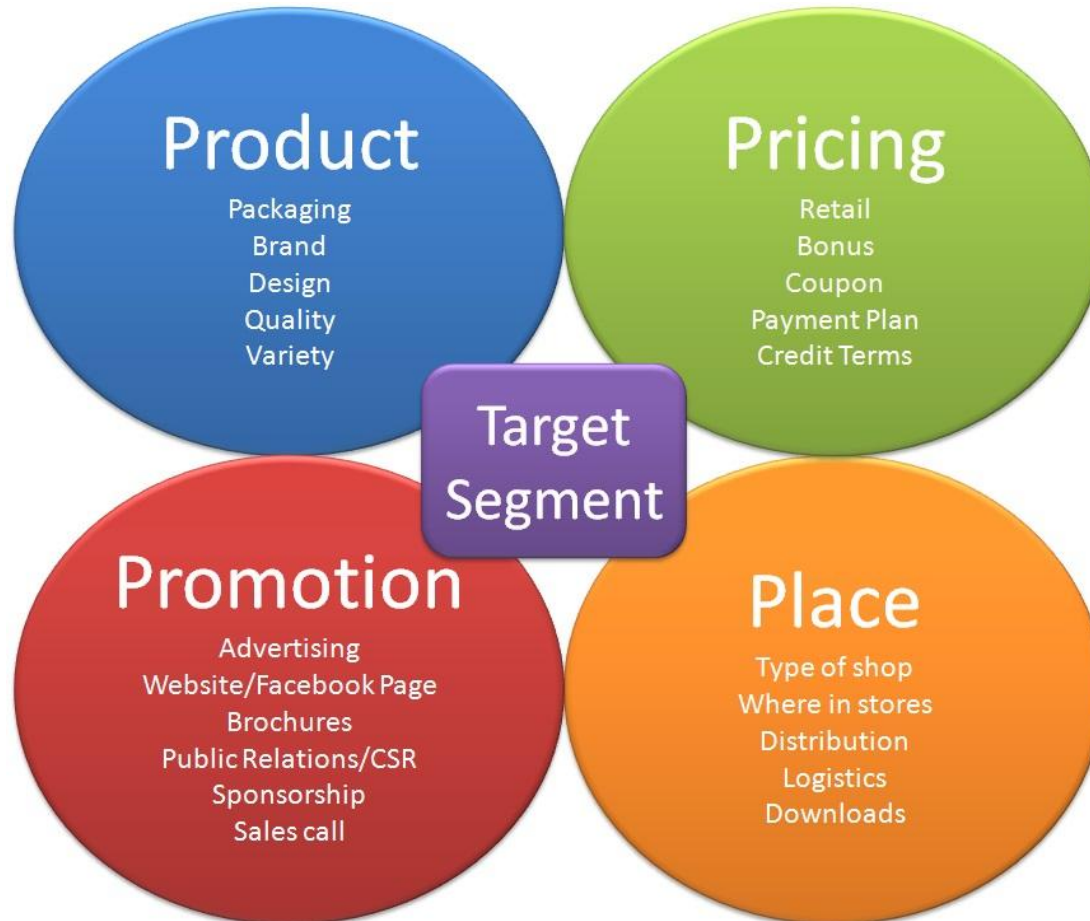 Product
Packaging
Brand
Design
Quality
Variety
Pricing
Retail
Bonus
Coupon
Payment Plan
Credit Terms
Target
Segment
Promotion
Advertising
Website/Facebook Page
Brochures
Public Relations/CSR
Sponsorship
Sales call
Place
Type of shop
Where in stores
Distribution
Logistics
Downloads